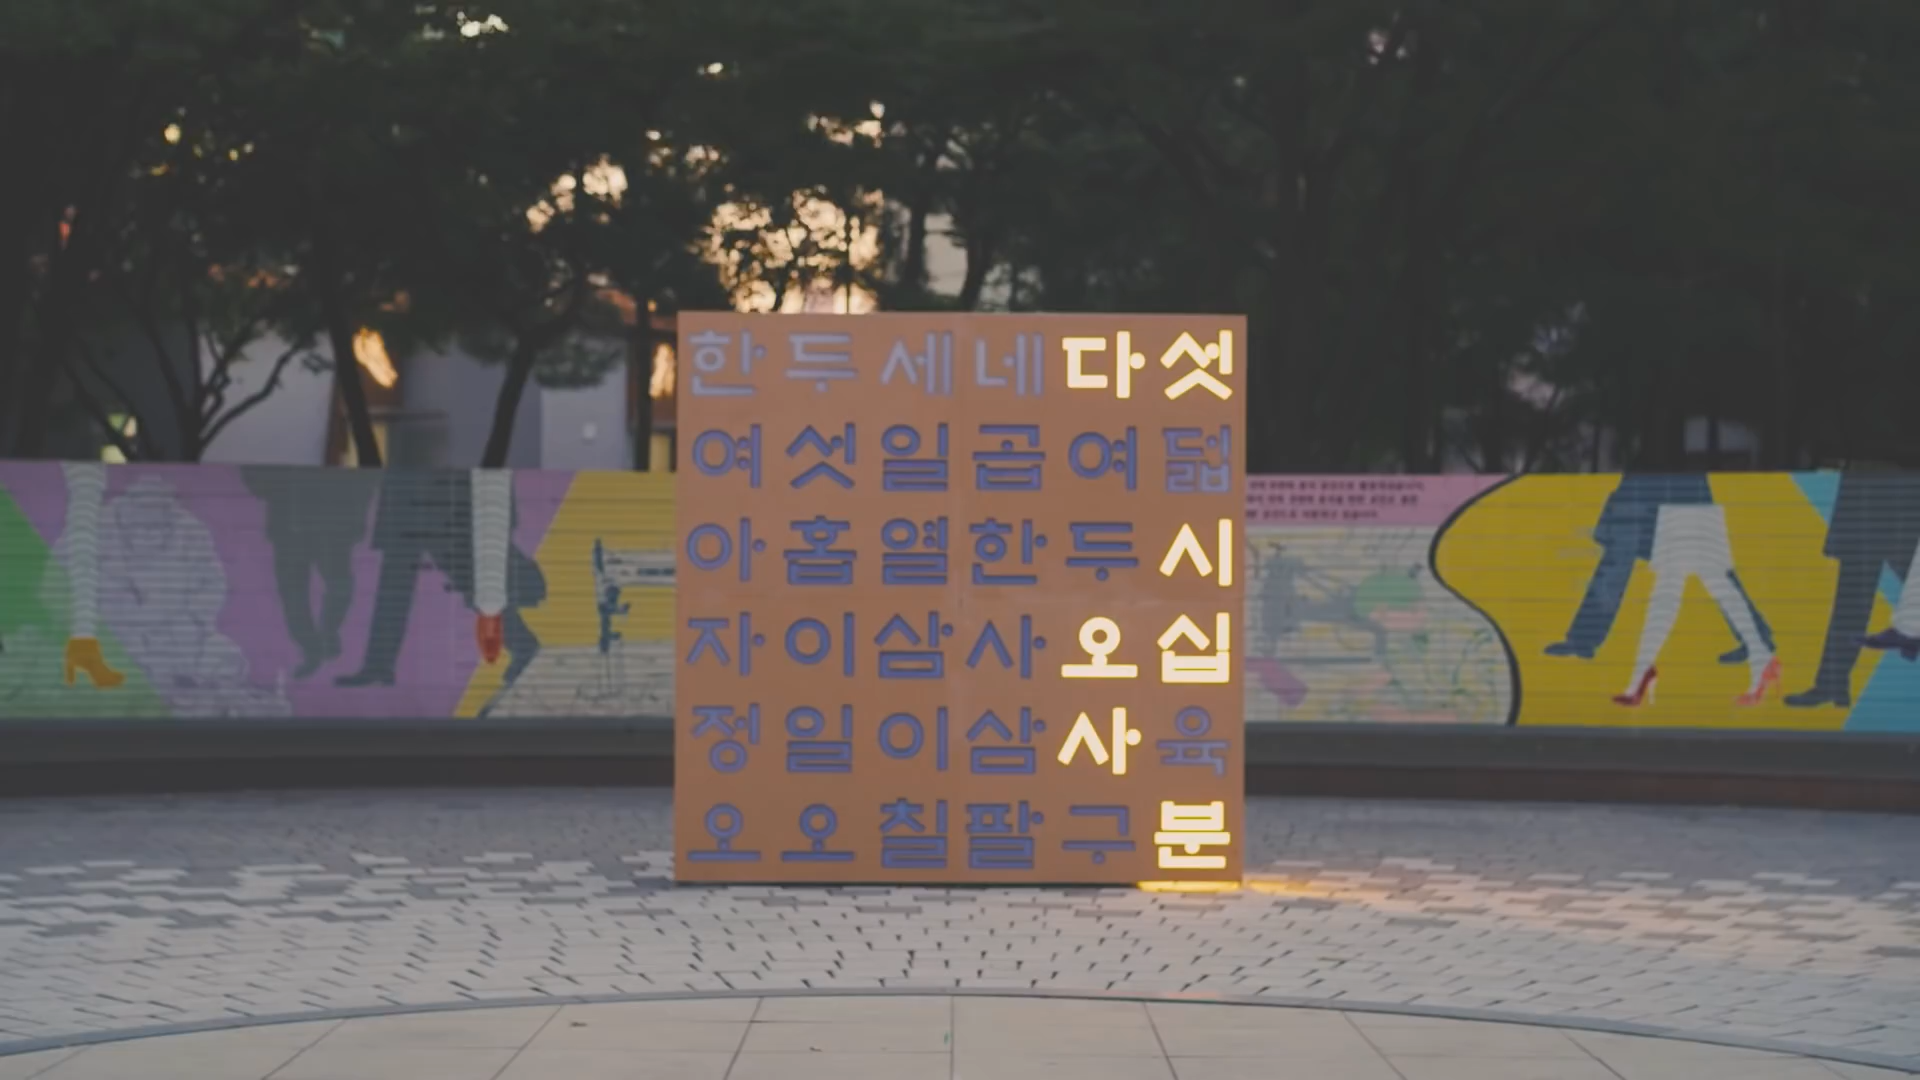 한두세네다섯
여섯일곱여덟
아홉열한두시
자이삼사오십
정일이삼사육
오오칠팔구분